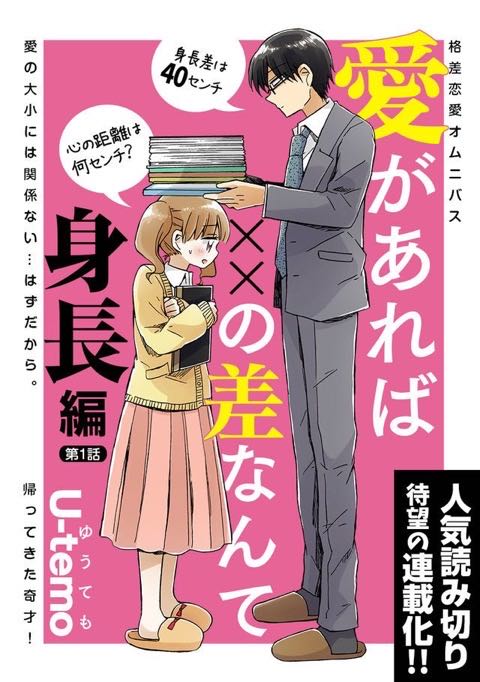 格差恋愛オムニバス
愛があれば
××の差なんて
身長差は
40センチ
心の距離は
何センチ?
身長編
第1話
ゆうても
U-temo
愛の大小には関係ない…はずだから。
帰ってきた奇才!
人気読み切り
待望の連載化!!